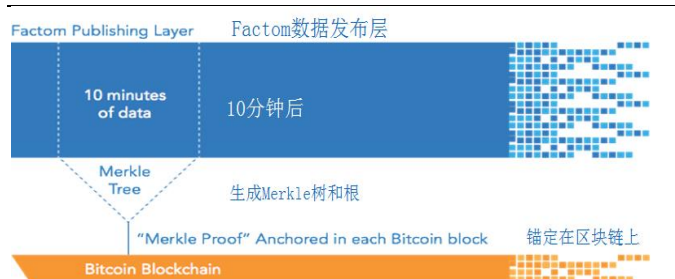 Factom Publishing Layer Factom数据发布层
10 minutes
of data
10分钟后
Merkle
Tree
生成Merkle树和根
"Merkle Proof" Anchored in each Bitcoin block 锚定在区块链上
Bitcoin Blockchain